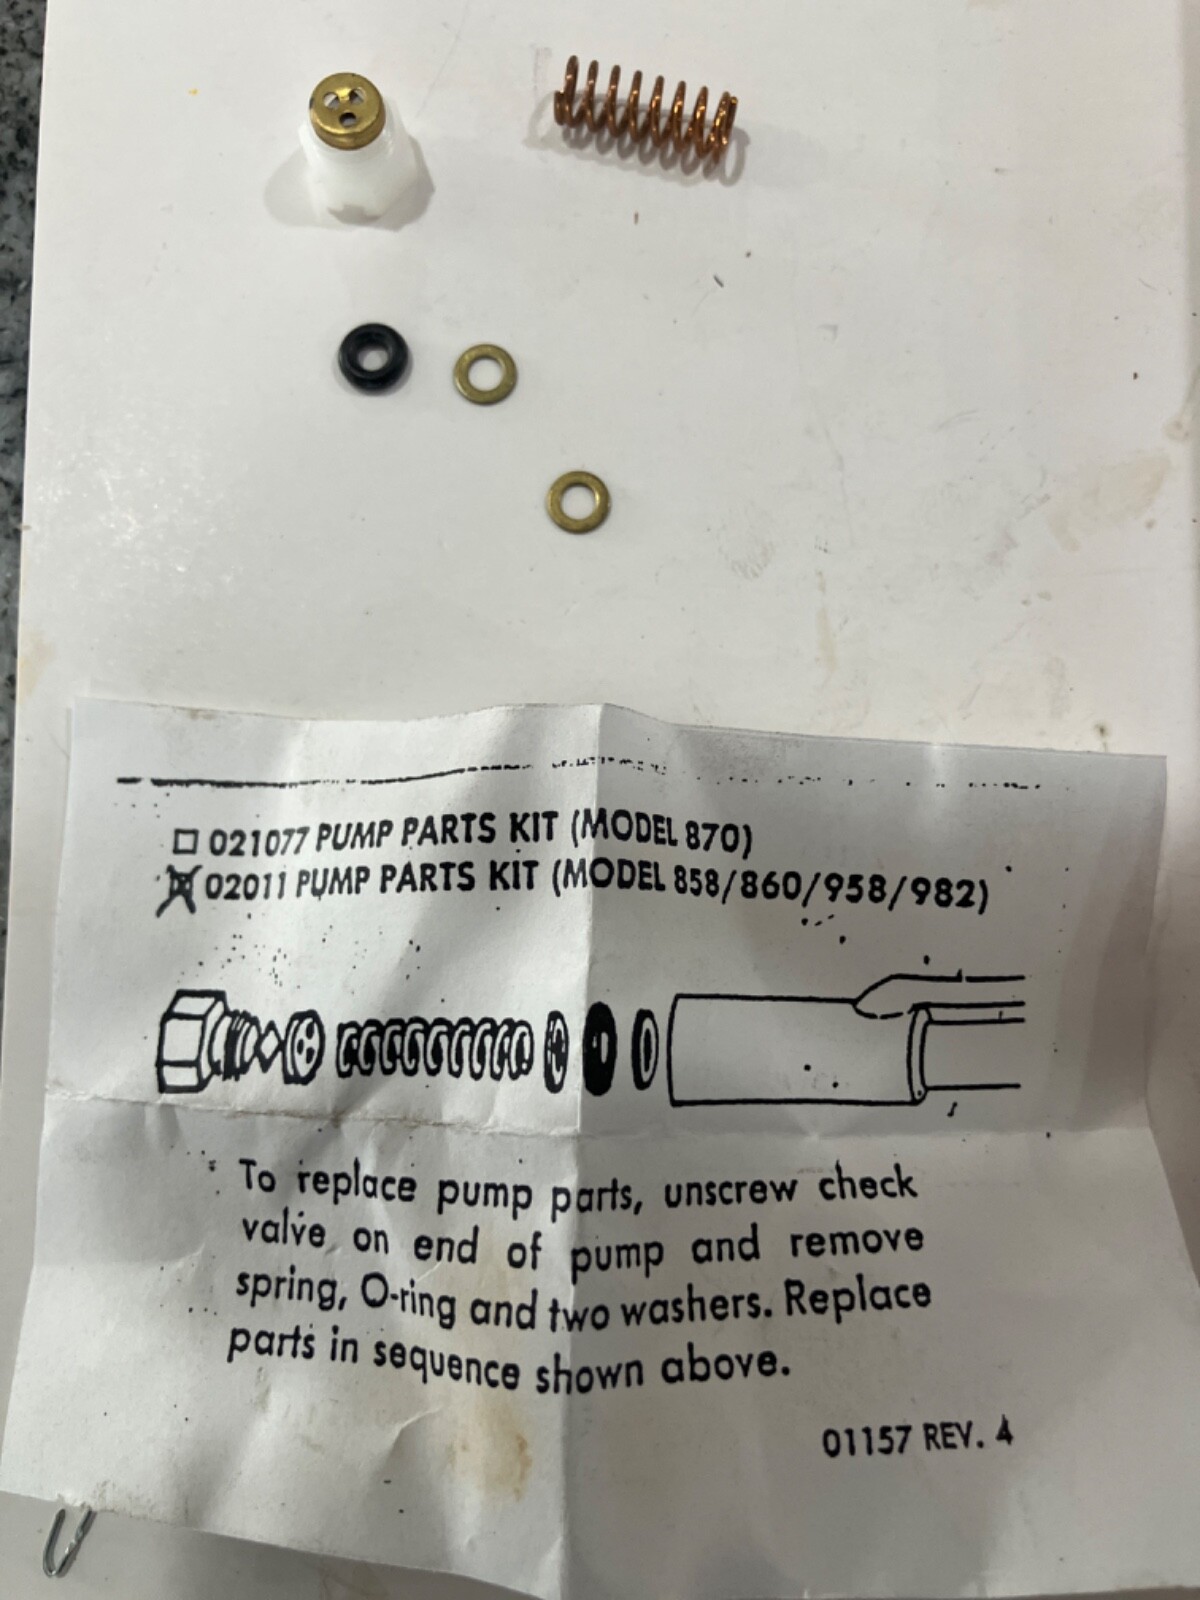 021077 PUMP PARTS KIT (MODEL 870)
02011 PUMP PARTS KIT (MODEL 858/860/958/982)
To replace pump parts, unscrew check
valve on end of pump and remove
spring, O-ring and two washers. Replace
parts in sequence shown above.
01157 REV. 4